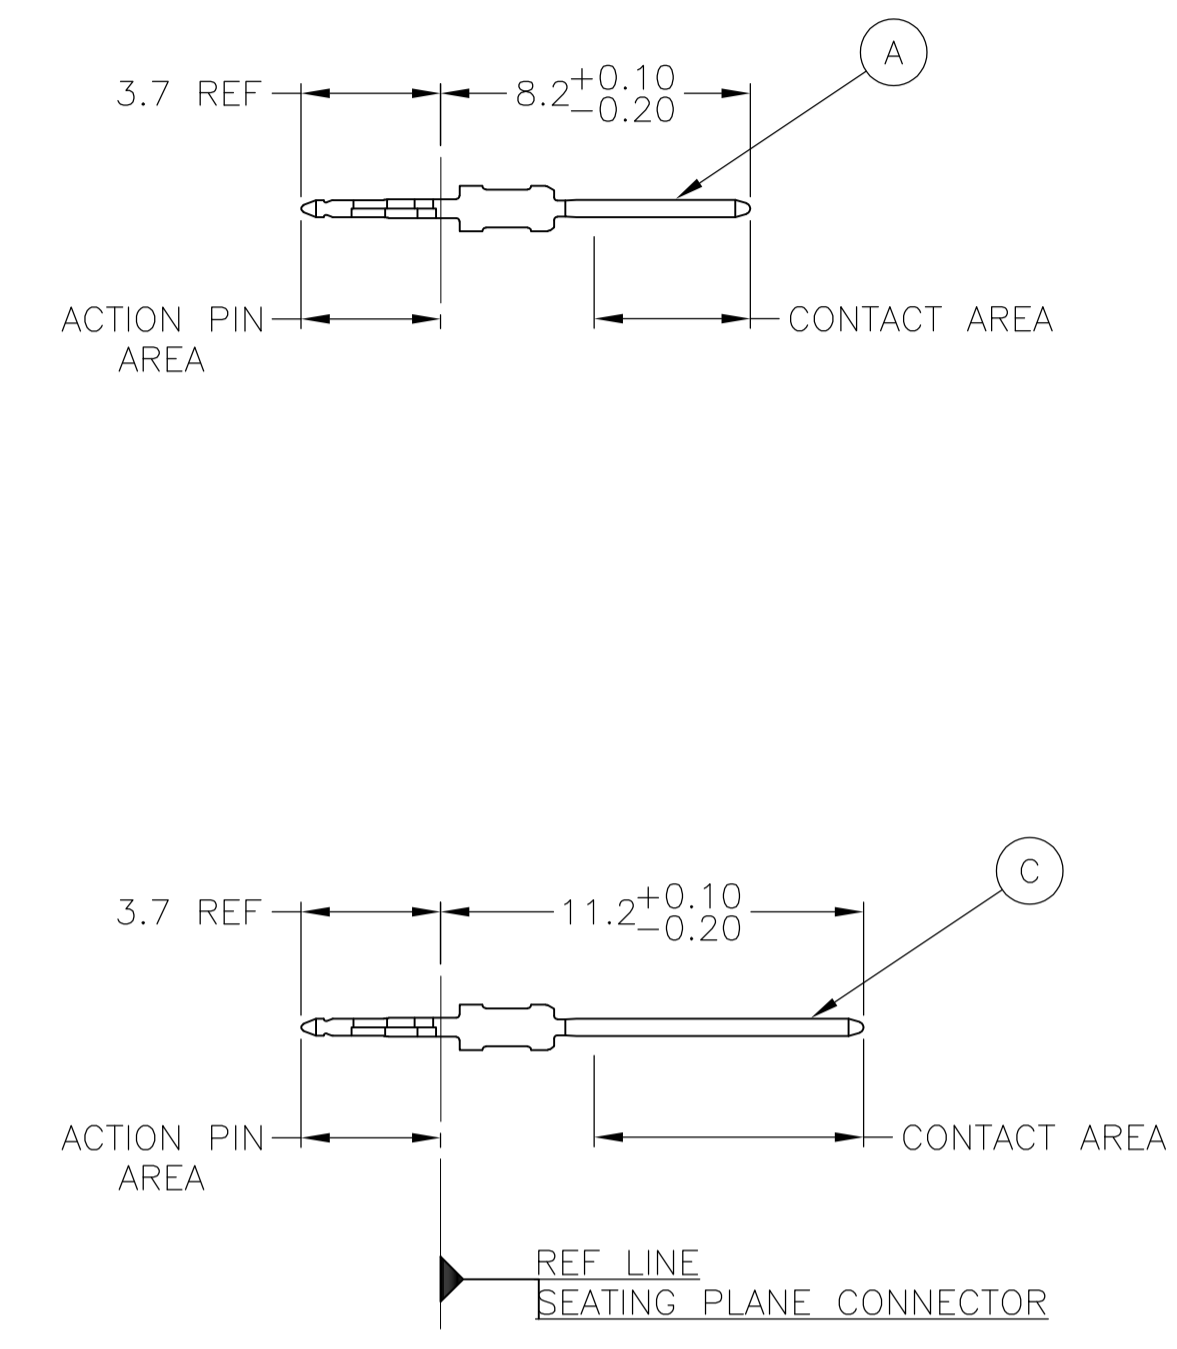 A
3.7 REF
8.2 +0.10
-0.20
ACTION PIN
AREA
CONTACT AREA
C
3.7 REF
11.2 +0.10
-0.20
ACTION PIN
AREA
CONTACT AREA
REF LINE
SEATING PLANE CONNECTOR